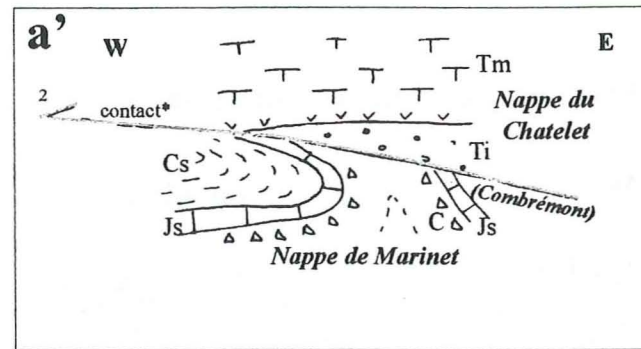 a’
W
E
Tm
2
contact*
Nappe du
Chatelet
Cs
Ti
(Combrémont)
Js
C
Js
Nappe de Marinet